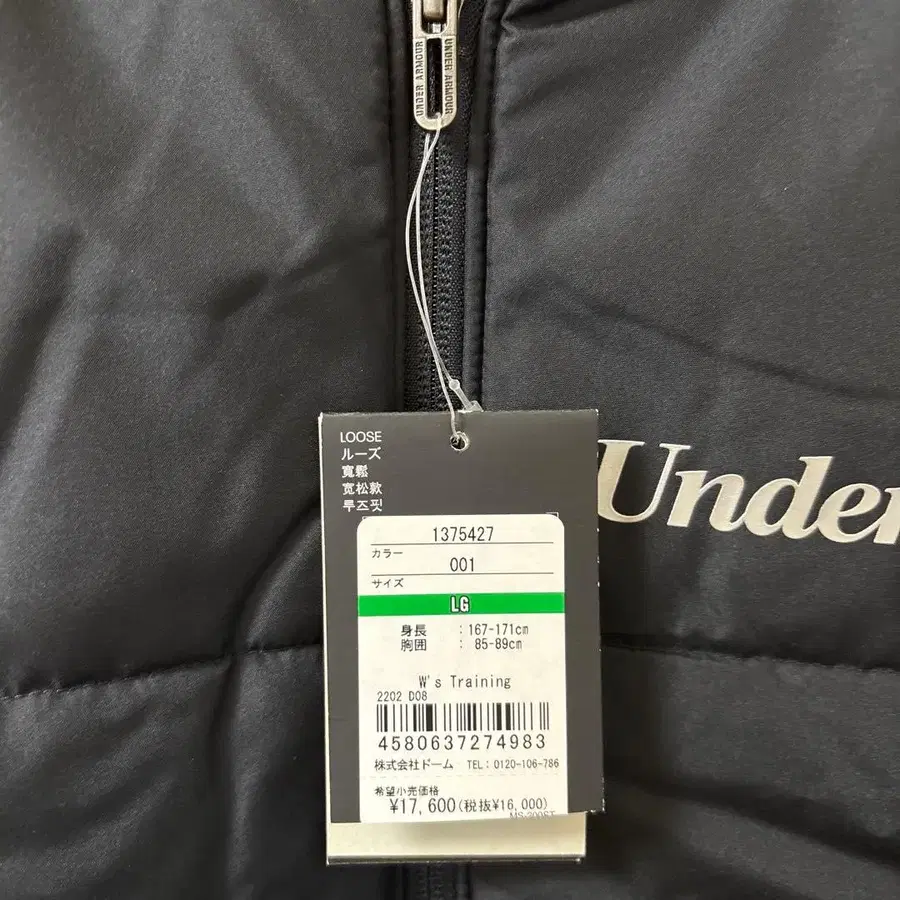 UNDER ARMOUR
UNDER ARMOUR
LOOSE
ルーズ
寬鬆
宽松款
루즈핏
Under
1375427
カラー
001
サイズ
LG
身長 : 167-171cm
胸囲 : 85-89cm
W's Training
2202 D08
4580637274983
株式会社ドーム TEL: 0120-106-786
希望小売価格
¥17,600(税抜¥16,000)